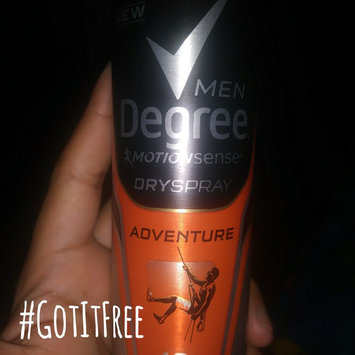 NEW
MEN
Degree
MOTIONSENSE
DRYSPRAY
ADVENTURE
#GOTITFREE